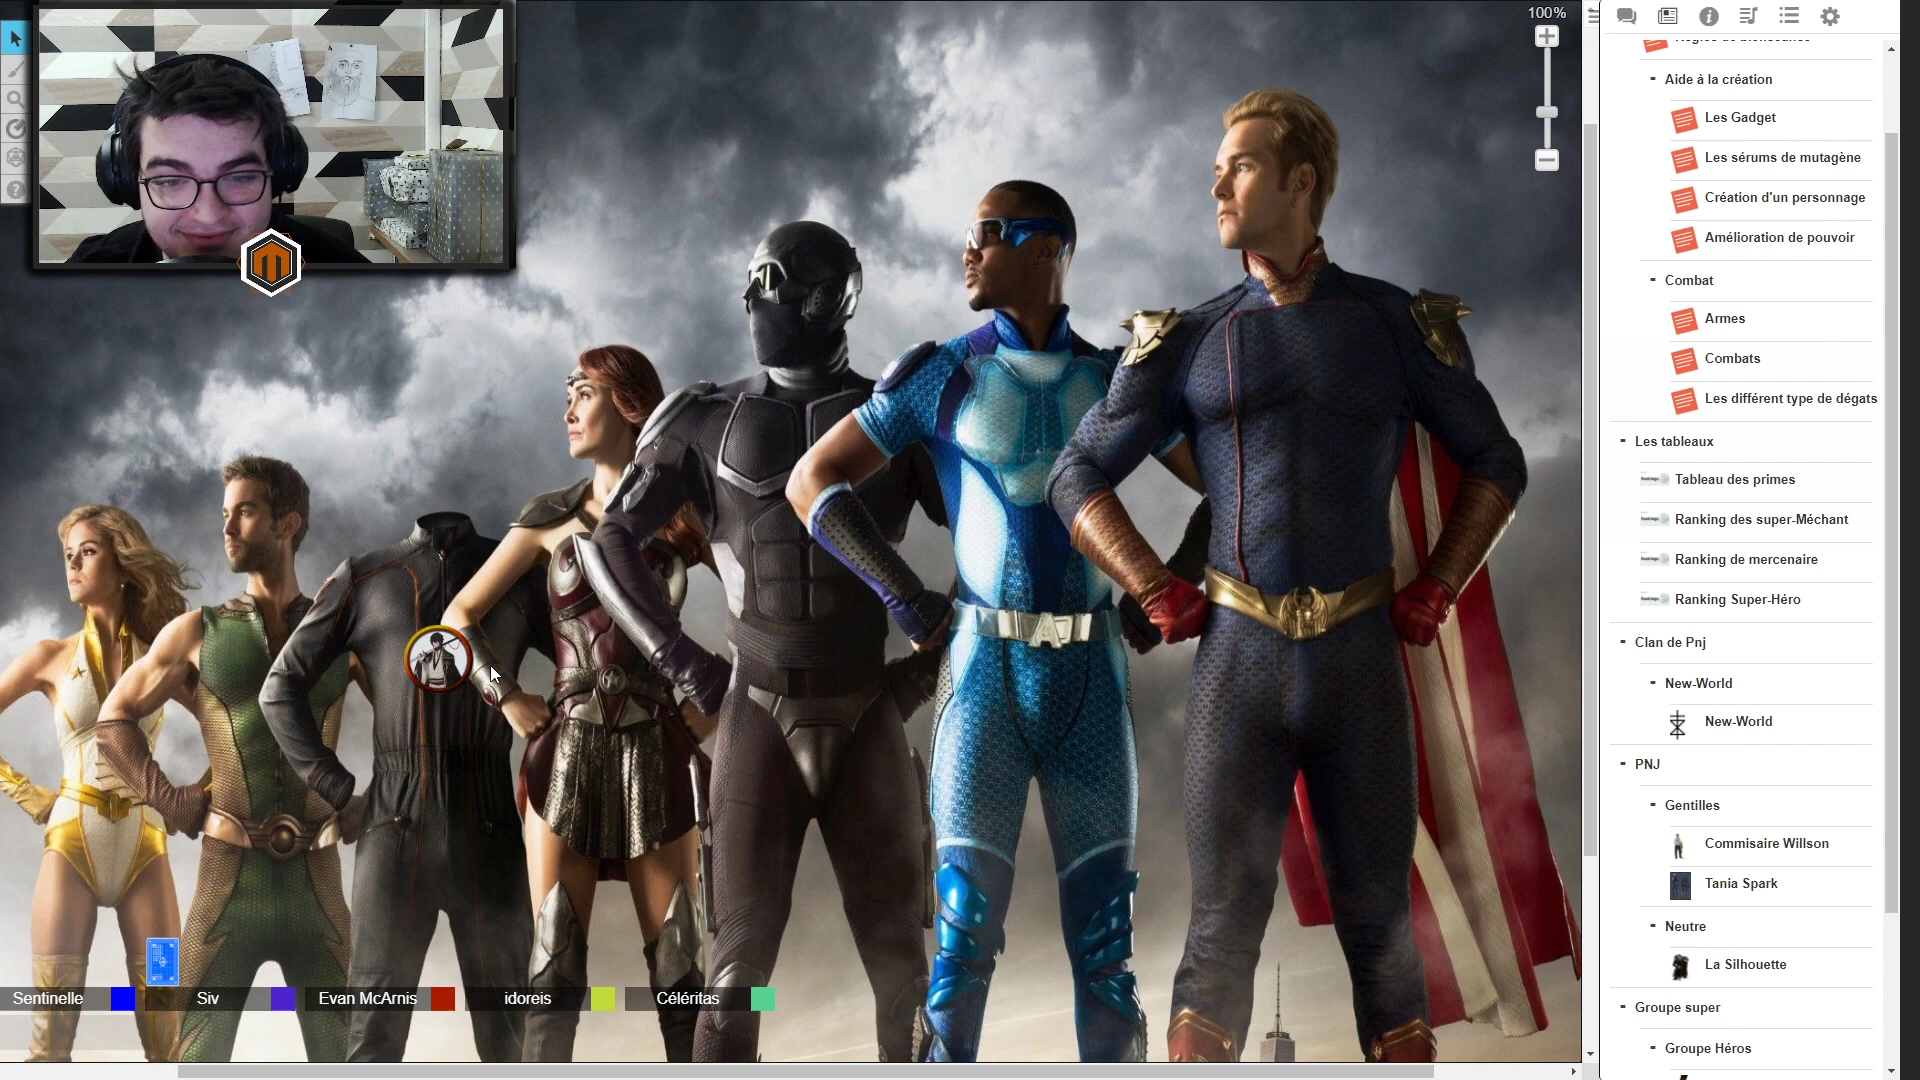 100%
Aide à la création
Les Gadget
Les sérums de mutagène
Création d'un personnage
Amélioration de pouvoir
Combat
Armes
Combats
Les différent type de dégats
Les tableaux
Tableau des primes
Ranking des super-Méchant
Ranking de mercenaire
Ranking Super-Héro
Clan de Pnj
New-World
New-World
PNJ
Gentilles
Commisaire Willson
Tania Spark
Neutre
La Silhouette
Groupe super
Groupe Héros
A
Sentinelle
Siv
Evan McArnis
idoreis
Céléritas